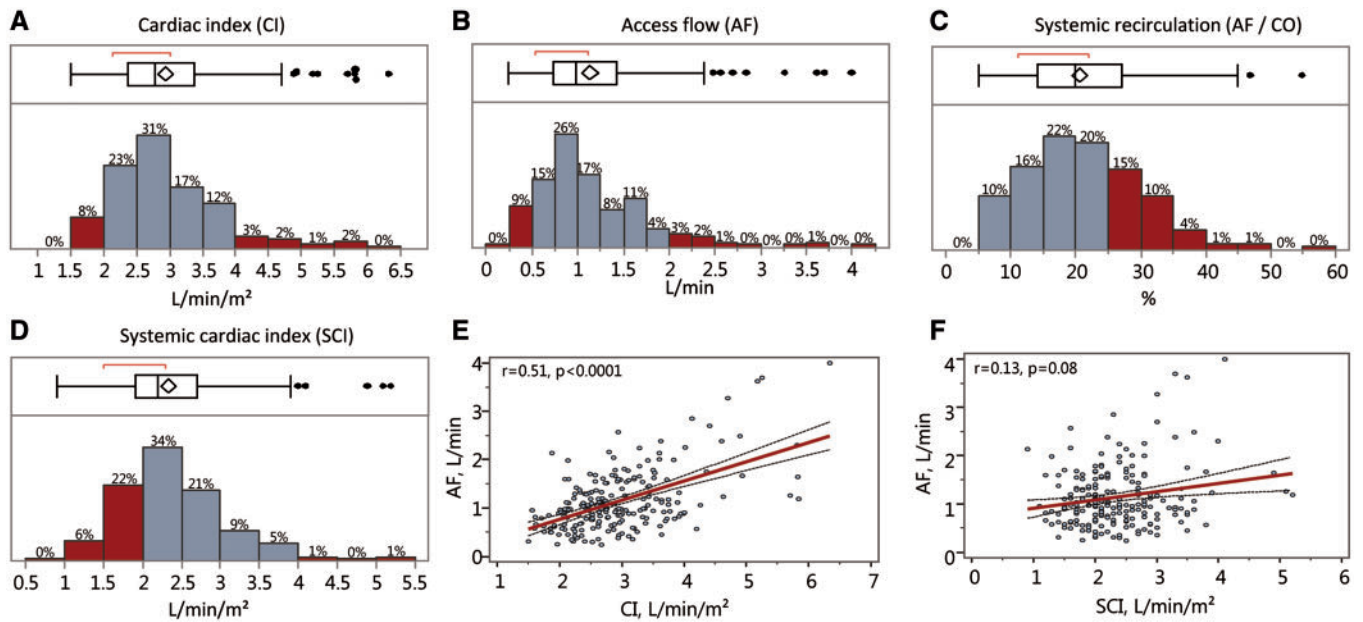 A
Cardiac index (CI)
0%
8%
23%
31%
17%
12%
3%
2%
1%
2%
0%
1 1.5 2 2.5 3 3.5 4 4.5 5 5.5 6 6.5
L/min/m²
B
Access flow (AF)
0%
9%
15%
26%
17%
8%
11%
4%
3%
2%
1%
0%
0%
0%
1%
0%
0%
0 0.5 1 1.5 2 2.5 3 3.5 4
L/min
C
Systemic recirculation (AF / CO)
0%
10%
16%
22%
20%
15%
10%
4%
1%
1%
0%
0%
0 10 20 30 40 50 60
%
D
Systemic cardiac index (SCI)
0%
6%
22%
34%
21%
9%
5%
1%
0%
1%
0.5 1 1.5 2 2.5 3 3.5 4 4.5 5 5.5
L/min/m²
E
r=0.51, p<0.0001
AF, L/min
4
3
2
1
0
1 2 3 4 5 6 7
CI, L/min/m²
F
r=0.13, p=0.08
AF, L/min
4
3
2
1
0
0 1 2 3 4 5 6
SCI, L/min/m²